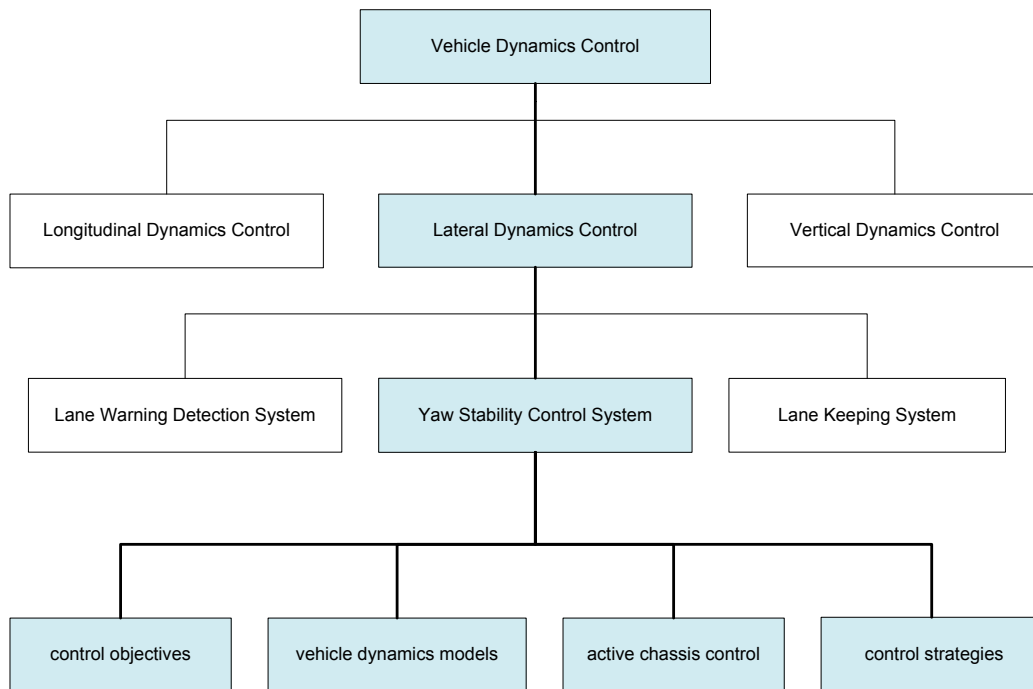 Vehicle Dynamics Control
Longitudinal Dynamics Control
Lateral Dynamics Control
Vertical Dynamics Control
Lane Warning Detection System
Yaw Stability Control System
Lane Keeping System
control objectives
vehicle dynamics models
active chassis control
control strategies